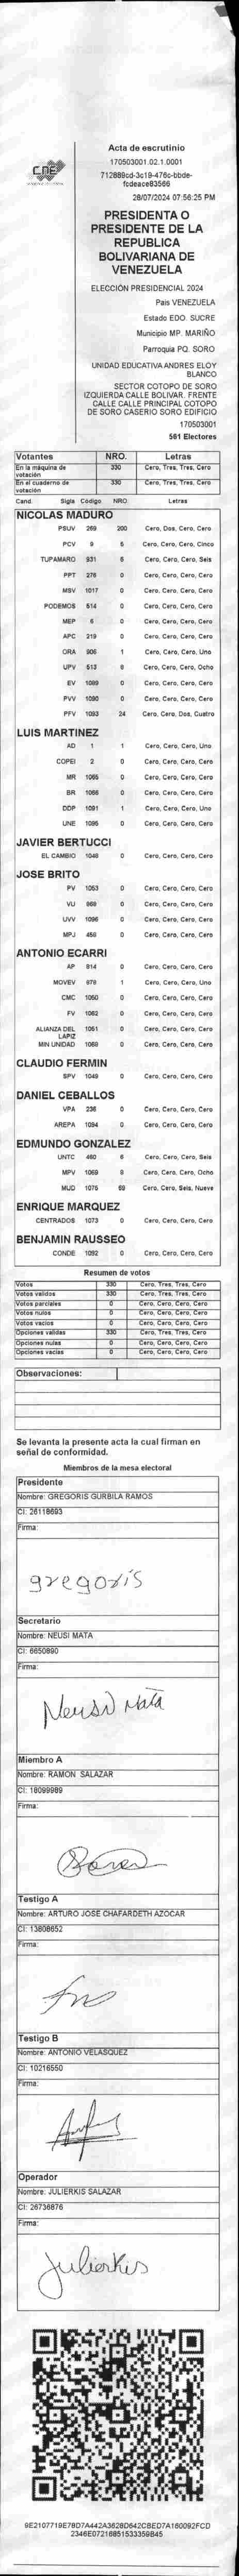 CNE
Acta de escrutinio
170503001.02.1.0001
712889cd-3c19-476c-bbde-
fcdeace83566
28/07/2024 07:56:25 PM
PRESIDENTA O
PRESIDENTE DE LA
REPUBLICA
BOLIVARIANA DE
VENEZUELA
ELECCIÓN PRESIDENCIAL 2024
Pais VENEZUELA
Estado EDO. SUCRE
Municipio MP. MARIÑO
Parroquia PQ. SORO
UNIDAD EDUCATIVA ANDRES ELOY
BLANCO
SECTOR COTOPO DE SORO
IZQUIERDA CALLE BOLIVAR. FRENTE
CALLE CALLE PRINCIPAL COTOPO
DE SORO CASERIO SORO EDIFICIO
170503001
561 Electores
Votantes NRO. Letras
En la máquina de votación 330 Cero, Tres, Tres, Cero
En el cuaderno de votación 330 Cero, Tres, Tres, Cero
Cand. Sigla Código NRO. Letras
NICOLAS MADURO
PSUV 269 200 Cero, Dos, Cero, Cero
PCV 9 5 Cero, Cero, Cero, Cinco
TUPAMARO 931 6 Cero, Cero, Cero, Seis
PPT 276 0 Cero, Cero, Cero, Cero
MSV 1017 0 Cero, Cero, Cero, Cero
PODEMOS 514 0 Cero, Cero, Cero, Cero
MEP 6 0 Cero, Cero, Cero, Cero
APC 219 0 Cero, Cero, Cero, Cero
ORA 906 1 Cero, Cero, Cero, Uno
UPV 513 8 Cero, Cero, Cero, Ocho
EV 1089 0 Cero, Cero, Cero, Cero
PVV 1090 0 Cero, Cero, Cero, Cero
PFV 1093 24 Cero, Cero, Dos, Cuatro
LUIS MARTINEZ
AD 1 1 Cero, Cero, Cero, Uno
COPEI 2 0 Cero, Cero, Cero, Cero
MR 1065 0 Cero, Cero, Cero, Cero
BR 1068 0 Cero, Cero, Cero, Cero
DDP 1091 1 Cero, Cero, Cero, Uno
UNE 1095 0 Cero, Cero, Cero, Cero
JAVIER BERTUCCI
EL CAMBIO 1046 0 Cero, Cero, Cero, Cero
JOSE BRITO
PV 1053 0 Cero, Cero, Cero, Cero
VU 969 0 Cero, Cero, Cero, Cero
UVV 1096 0 Cero, Cero, Cero, Cero
MPJ 450 0 Cero, Cero, Cero, Cero
ANTONIO ECARRI
AP 914 0 Cero, Cero, Cero, Cero
MOVEV 979 1 Cero, Cero, Cero, Uno
CMC 1050 0 Cero, Cero, Cero, Cero
FV 1062 0 Cero, Cero, Cero, Cero
ALIANZA DEL LAPIZ 1051 0 Cero, Cero, Cero, Cero
MIN UNIDAD 1069 0 Cero, Cero, Cero, Cero
CLAUDIO FERMIN
SPV 1049 0 Cero, Cero, Cero, Cero
DANIEL CEBALLOS
VPA 236 0 Cero, Cero, Cero, Cero
AREPA 1094 0 Cero, Cero, Cero, Cero
EDMUNDO GONZALEZ
UNTC 460 6 Cero, Cero, Cero, Seis
MPV 1069 8 Cero, Cero, Cero, Ocho
MUD 1075 69 Cero, Cero, Seis, Nueve
ENRIQUE MARQUEZ
CENTRADOS 1073 0 Cero, Cero, Cero, Cero
BENJAMIN RAUSSEO
CONDE 1092 0 Cero, Cero, Cero, Cero
Resumen de votos
Votos 330 Cero, Tres, Tres, Cero
Votos validos 330 Cero, Tres, Tres, Cero
Votos parciales 0 Cero, Cero, Cero, Cero
Votos nulos 0 Cero, Cero, Cero, Cero
Votos vacios 0 Cero, Cero, Cero, Cero
Opciones validas 330 Cero, Tres, Tres, Cero
Opciones nulas 0 Cero, Cero, Cero, Cero
Opciones vacias 0 Cero, Cero, Cero, Cero
Observaciones:
Se levanta la presente acta la cual firman en
señal de conformidad.
Miembros de la mesa electoral
Presidente
Nombre: GREGORIS GURBILA RAMOS
CI: 26118693
Firma:
gregoris
Secretario
Nombre: NEUSI MATA
CI: 6650890
Firma:
Neusi Mata
Miembro A
Nombre: RAMON SALAZAR
CI: 18099989
Firma:
Testigo A
Nombre: ARTURO JOSE CHAFARDETH AZOCAR
CI: 13808652
Firma:
Testigo B
Nombre: ANTONIO VELASQUEZ
CI: 10216550
Firma:
Operador
Nombre: JULIERKIS SALAZAR
CI: 26736876
Firma:
Julierkis
9E2107719E78D7A442A3628D642CBED7A160092FCD
2346E07216851533359B45